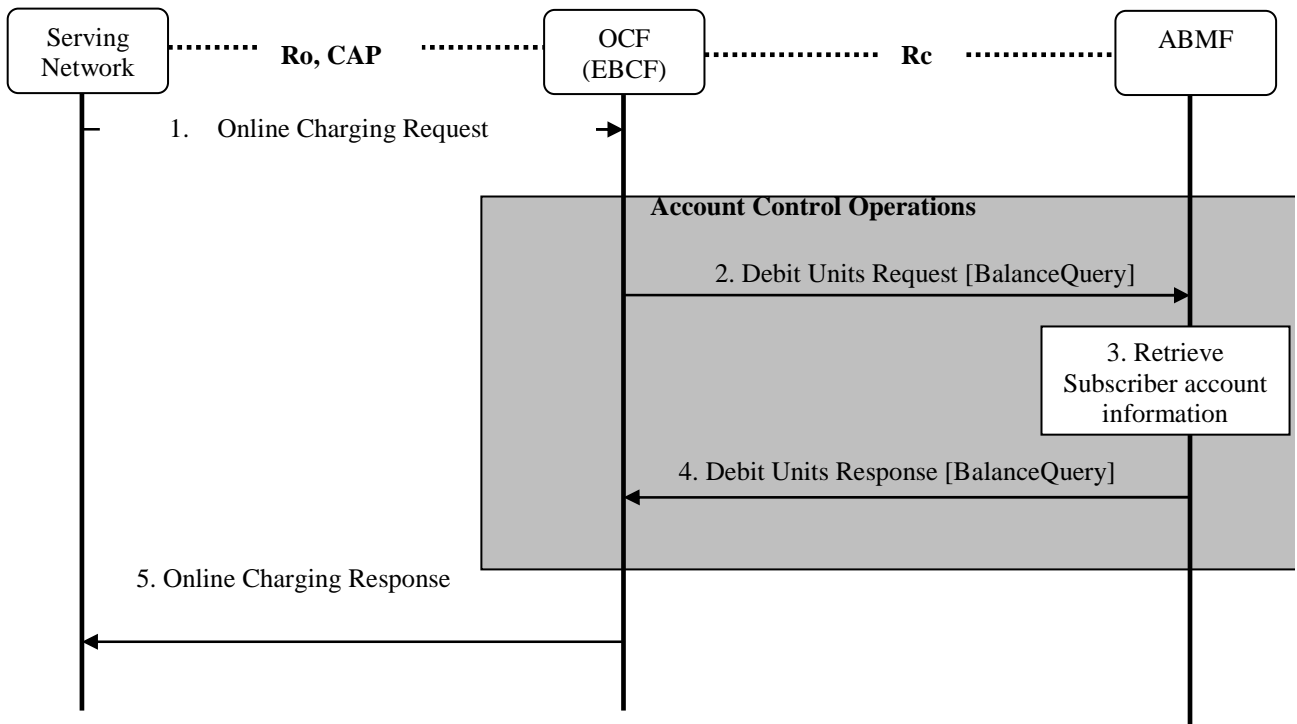 Serving
Network
Ro, CAP
OCF
(EBCF)
Rc
ABMF
1. Online Charging Request
Account Control Operations
2. Debit Units Request [BalanceQuery]
3. Retrieve
Subscriber account
information
4. Debit Units Response [BalanceQuery]
5. Online Charging Response